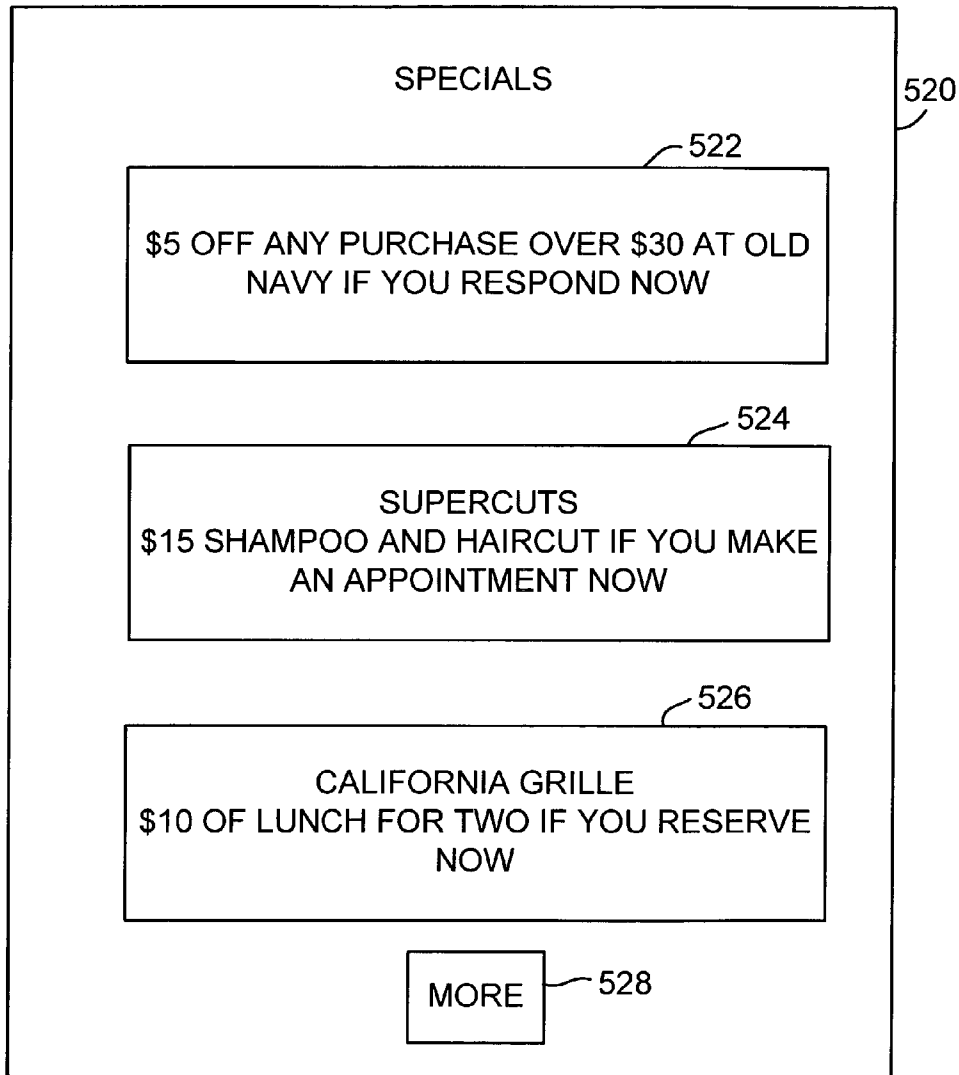 SPECIALS
520
522
$5 OFF ANY PURCHASE OVER $30 AT OLD
NAVY IF YOU RESPOND NOW
524
SUPERCUTS
$15 SHAMPOO AND HAIRCUT IF YOU MAKE
AN APPOINTMENT NOW
526
CALIFORNIA GRILLE
$10 OF LUNCH FOR TWO IF YOU RESERVE
NOW
MORE
528